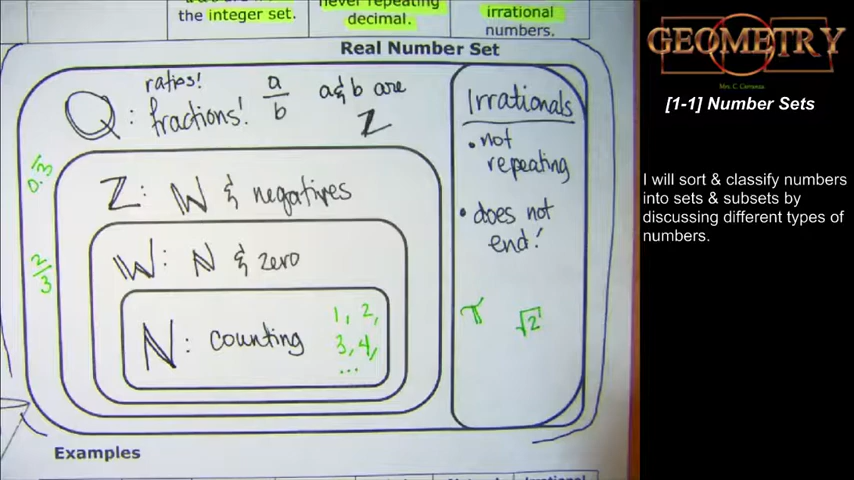 the integer set.
never repeating
decimal.
irrational
numbers.
Real Number Set
Q : ratios!
fractions! a/b a & b are
Z
Z: W & negatives
W: N & zero
N: counting 1, 2,
3, 4,
...
0.3
2/3
Irrationals
• not
repeating
• does not
end!
π √2
Examples
GEOMETRY
[1-1] Number Sets
I will sort & classify numbers
into sets & subsets by
discussing different types of
numbers.